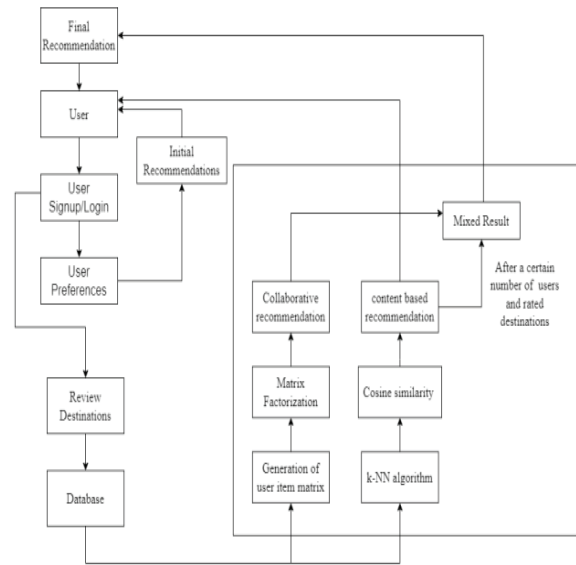 Final
Recommendation
User
Initial
Recommendations
User
Signup/Login
User
Preferences
Mixed Result
After a certain
number of users
and rated
destinations
Collaborative
recommendation
content based
recommendation
Matrix
Factorization
Cosine similarity
Review
Destinations
Generation of
user item matrix
k-NN algorithm
Database